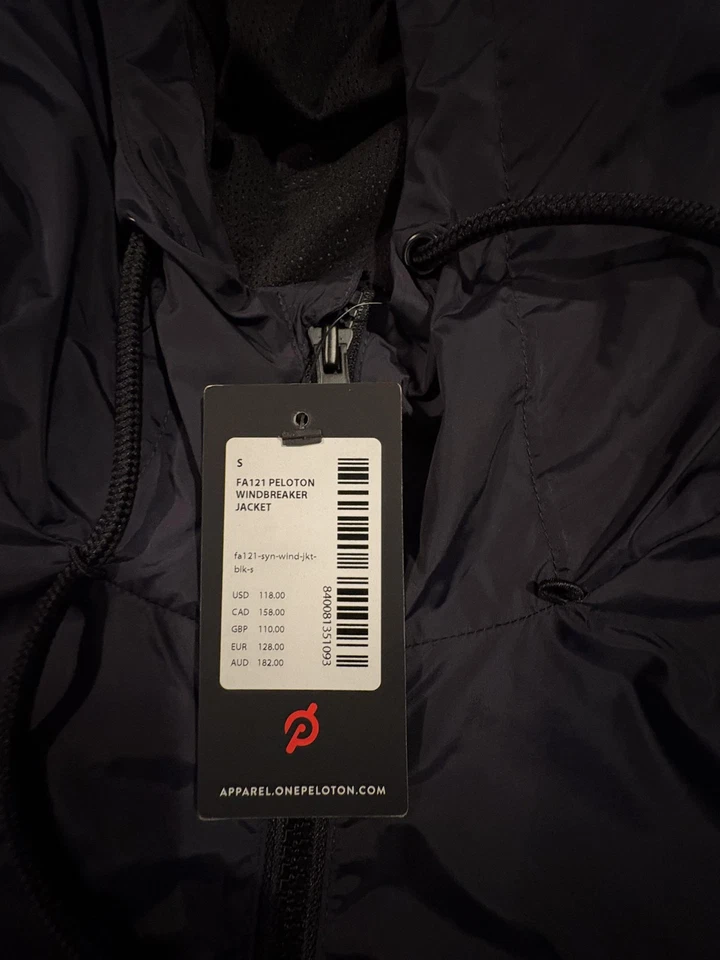 S
FA121 PELOTON
WINDBREAKER
JACKET
fa121-syn-wind-jkt-
blk-s
USD 118.00
CAD 158.00
GBP 110.00
EUR 128.00
AUD 182.00
840081351093
APPAREL.ONEPELOTON.COM